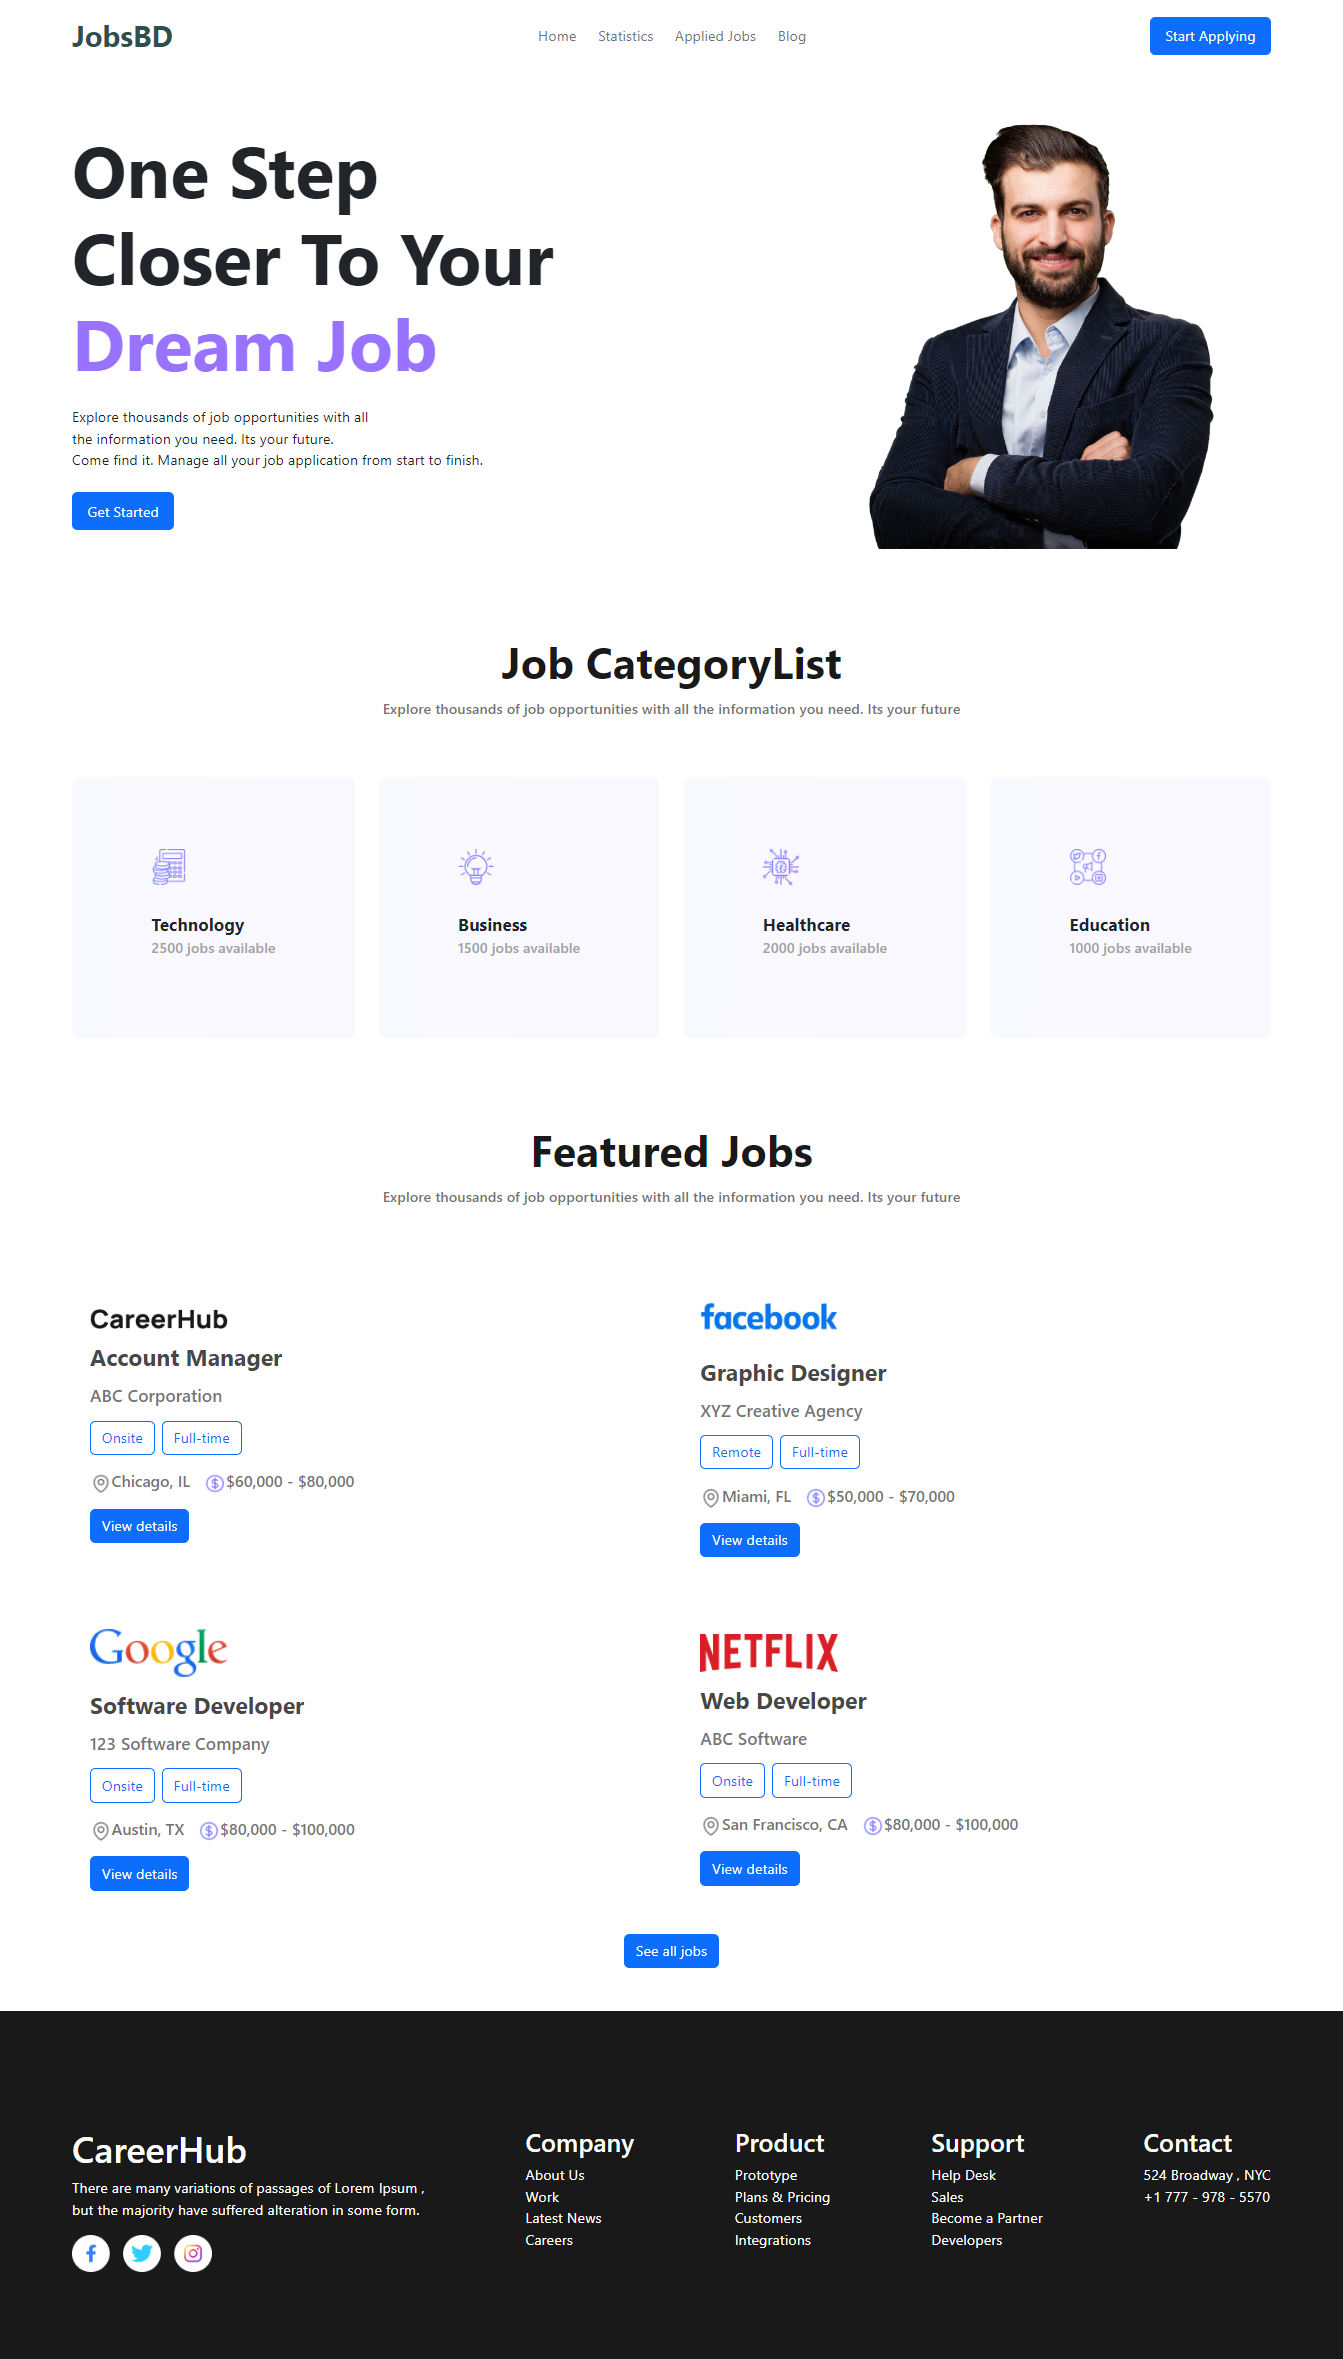 JobsBD
Home Statistics Applied Jobs Blog
Start Applying
One Step
Closer To Your
Dream Job
Explore thousands of job opportunities with all
the information you need. Its your future.
Come find it. Manage all your job application from start to finish.
Get Started
Job CategoryList
Explore thousands of job opportunities with all the information you need. Its your future
Technology
2500 jobs available
Business
1500 jobs available
Healthcare
2000 jobs available
Education
1000 jobs available
Featured Jobs
Explore thousands of job opportunities with all the information you need. Its your future
CareerHub
Account Manager
ABC Corporation
Onsite Full-time
Chicago, IL $60,000 - $80,000
View details
facebook
Graphic Designer
XYZ Creative Agency
Remote Full-time
Miami, FL $50,000 - $70,000
View details
Google
Software Developer
123 Software Company
Onsite Full-time
Austin, TX $80,000 - $100,000
View details
NETFLIX
Web Developer
ABC Software
Onsite Full-time
San Francisco, CA $80,000 - $100,000
View details
See all jobs
CareerHub
There are many variations of passages of Lorem Ipsum ,
but the majority have suffered alteration in some form.
Company
About Us
Work
Latest News
Careers
Product
Prototype
Plans & Pricing
Customers
Integrations
Support
Help Desk
Sales
Become a Partner
Developers
Contact
524 Broadway , NYC
+1 777 - 978 - 5570